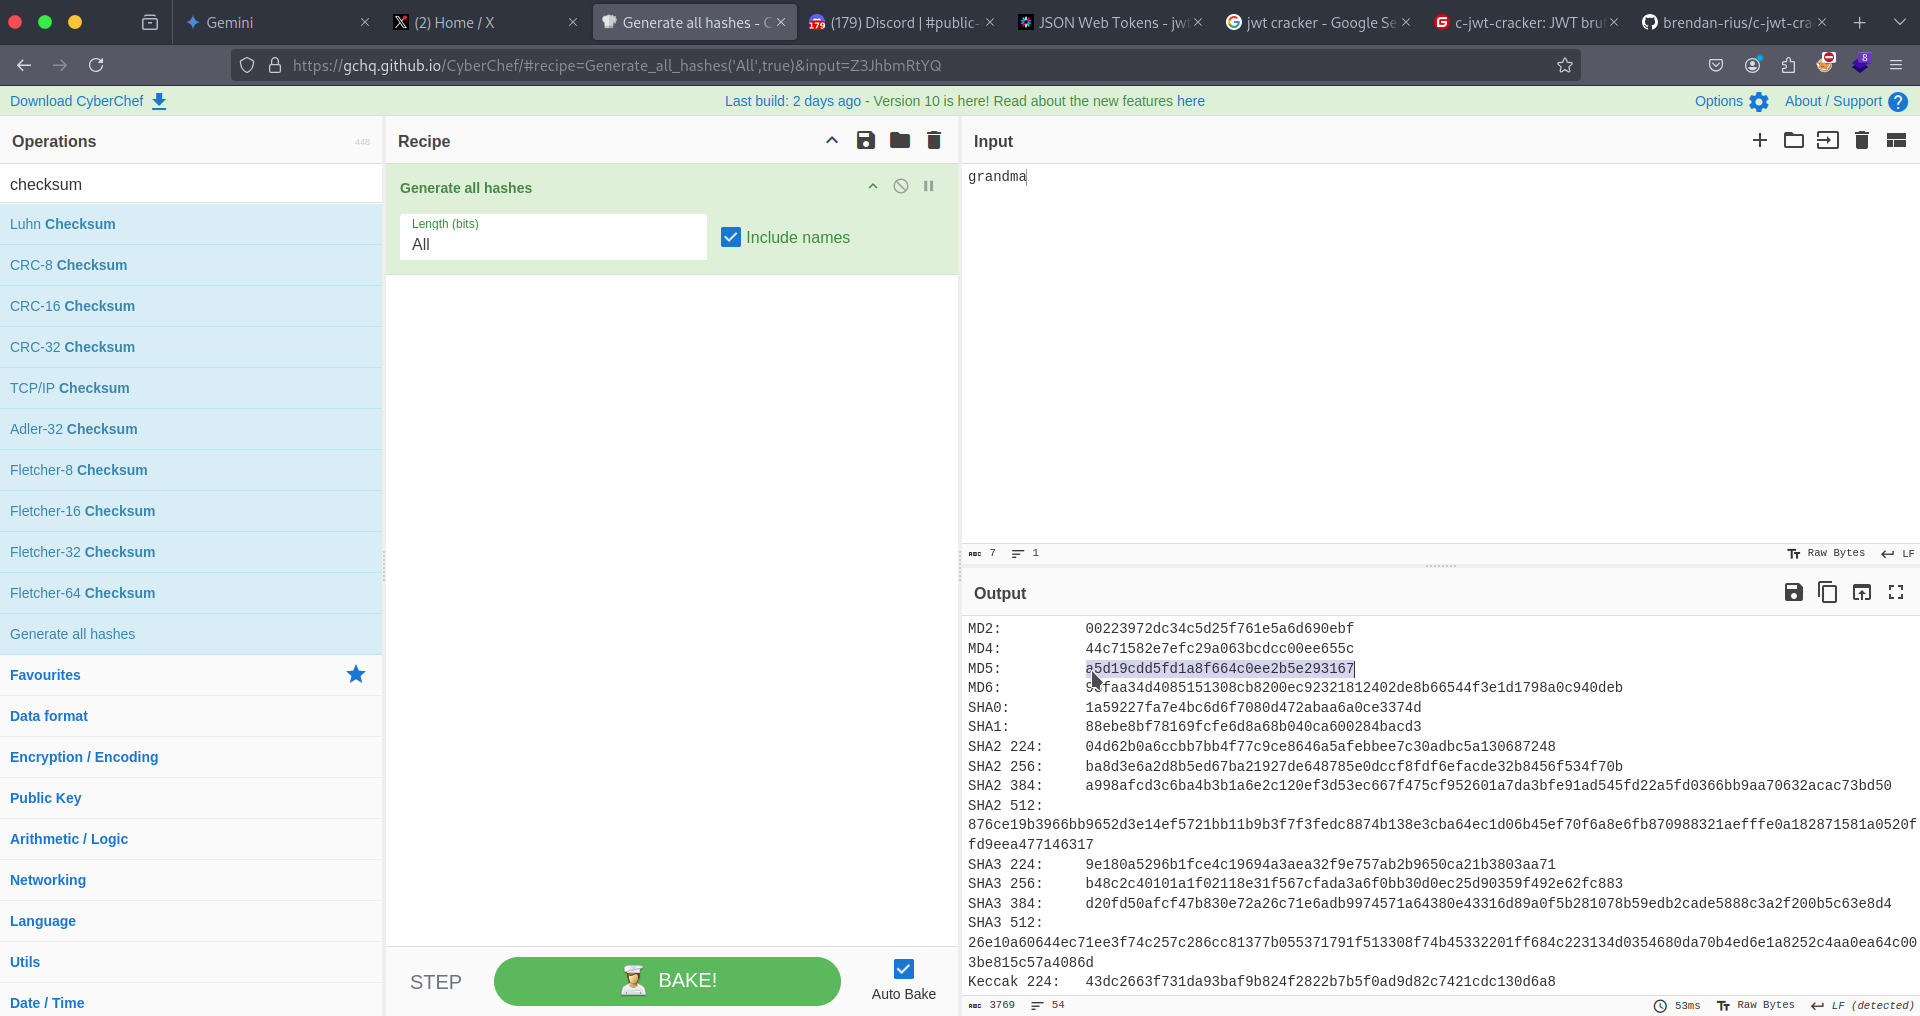 Gemini
(2) Home / X
Generate all hashes - C
(179) Discord | #public-
JSON Web Tokens - jwt
jwt cracker - Google Se
c-jwt-cracker: JWT brut
brendan-rius/c-jwt-cra
https://gchq.github.io/CyberChef/#recipe=Generate_all_hashes('All',true)&input=Z3JhbmRtYQ
8
Download CyberChef
Last build: 2 days ago - Version 10 is here! Read about the new features here
Options
About / Support
Operations
448
Recipe
Input
checksum
Luhn Checksum
CRC-8 Checksum
CRC-16 Checksum
CRC-32 Checksum
TCP/IP Checksum
Adler-32 Checksum
Fletcher-8 Checksum
Fletcher-16 Checksum
Fletcher-32 Checksum
Fletcher-64 Checksum
Generate all hashes
Favourites
Data format
Encryption / Encoding
Public Key
Arithmetic / Logic
Networking
Language
Utils
Date / Time
Generate all hashes
Length (bits)
All
Include names
STEP
BAKE!
Auto Bake
grandma
7 1
Raw Bytes LF
Output
MD2: 00223972dc34c5d25f761e5a6d690ebf
MD4: 44c71582e7efc29a063bcdcc00ee655c
MD5: a5d19cdd5fd1a8f664c0ee2b5e293167
MD6: faa34d4085151308cb8200ec92321812402de8b66544f3e1d1798a0c940deb
SHA0: 1a59227fa7e4bc6d6f7080d472abaa6a0ce3374d
SHA1: 88ebe8bf78169fcfe6d8a68b040ca600284bacd3
SHA2 224: 04d62b0a6ccbb7bb4f77c9ce8646a5afebbee7c30adbc5a130687248
SHA2 256: ba8d3e6a2d8b5ed67ba21927de648785e0dccf8fdf6efacde32b8456f534f70b
SHA2 384: a998afcd3c6ba4b3b1a6e2c120ef3d53ec667f475cf952601a7da3bfe91ad545fd22a5fd0366bb9aa70632acac73bd50
SHA2 512:
876ce19b3966bb9652d3e14ef5721bb11b9b3f7f3fedc8874b138e3cba64ec1d06b45ef70f6a8e6fb870988321aefffe0a182871581a0520f
fd9eea477146317
SHA3 224: 9e180a5296b1fce4c19694a3aea32f9e757ab2b9650ca21b3803aa71
SHA3 256: b48c2c40101a1f02118e31f567cfada3a6f0bb30d0ec25d90359f492e62fc883
SHA3 384: d20fd50afcf47b830e72a26c71e6adb9974571a64380e43316d89a0f5b281078b59edb2cade5888c3a2f200b5c63e8d4
SHA3 512:
26e10a60644ec71ee3f74c257c286cc81377b055371791f513308f74b45332201ff684c223134d0354680da70b4ed6e1a8252c4aa0ea64c00
3be815c57a4086d
Keccak 224: 43dc2663f731da93baf9b824f2822b7b5f0ad9d82c7421cdc130d6a8
3769 54
53ms Raw Bytes LF (detected)